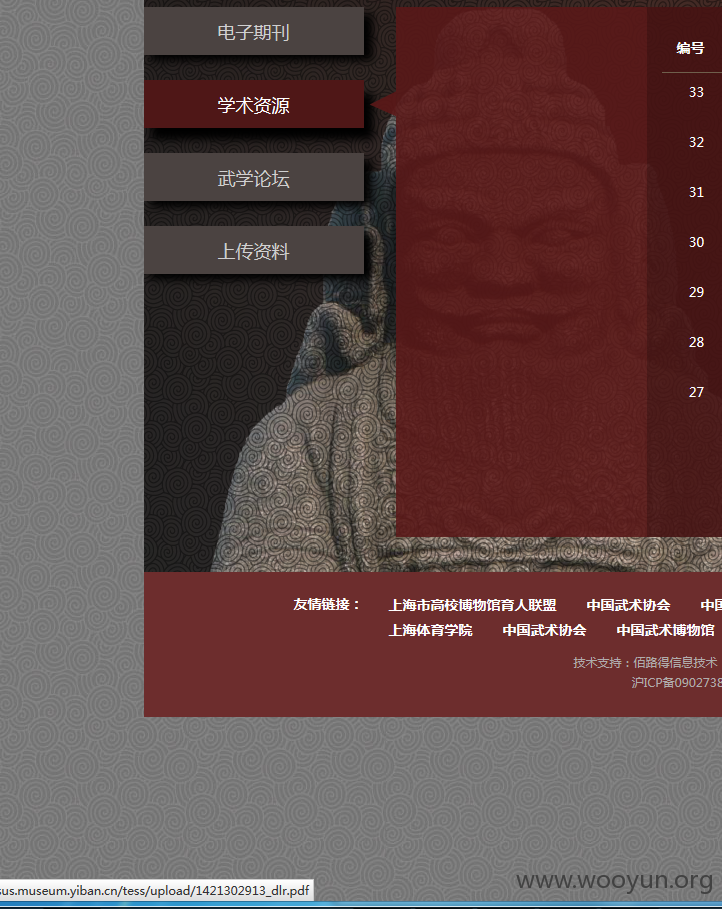 电子期刊
学术资源
武学论坛
上传资料
编号
33
32
31
30
29
28
27
友情链接： 上海市高校博物馆育人联盟 中国武术协会 中国
上海体育学院 中国武术协会 中国武术博物馆
技术支持：佰路得信息技术
沪ICP备0902738
www.wooyun.org
sus.museum.yiban.cn/tess/upload/1421302913_dlr.pdf